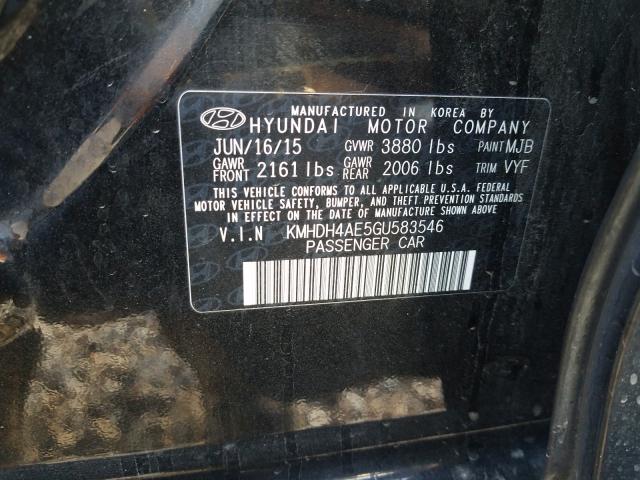 MANUFACTURED IN KOREA BY
HYUNDAI MOTOR COMPANY
JUN/16/15 GVWR 3880 lbs PAINT MJB
GAWR FRONT 2161 lbs GAWR REAR 2006 lbs TRIM VYF
THIS VEHICLE CONFORMS TO ALL APPLICABLE U.S.A. FEDERAL
MOTOR VEHICLE SAFETY, BUMPER, AND THEFT PREVENTION STANDARDS
IN EFFECT ON THE DATE OF MANUFACTURE SHOWN ABOVE.
V.I.N KMHDH4AE5GU583546
PASSENGER CAR